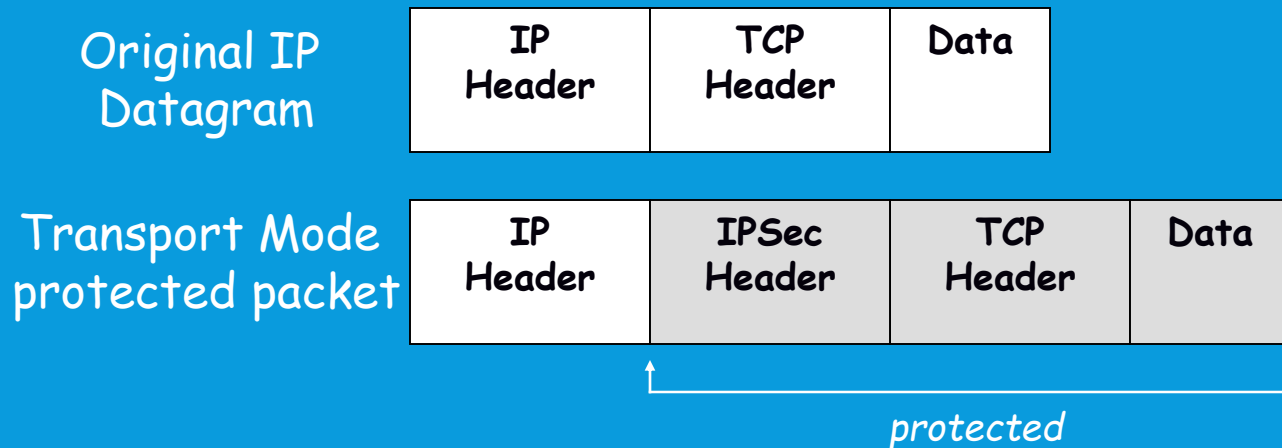 Original IP
Datagram
IP
Header
TCP
Header
Data
Transport Mode
protected packet
IP
Header
IPSec
Header
TCP
Header
Data
protected